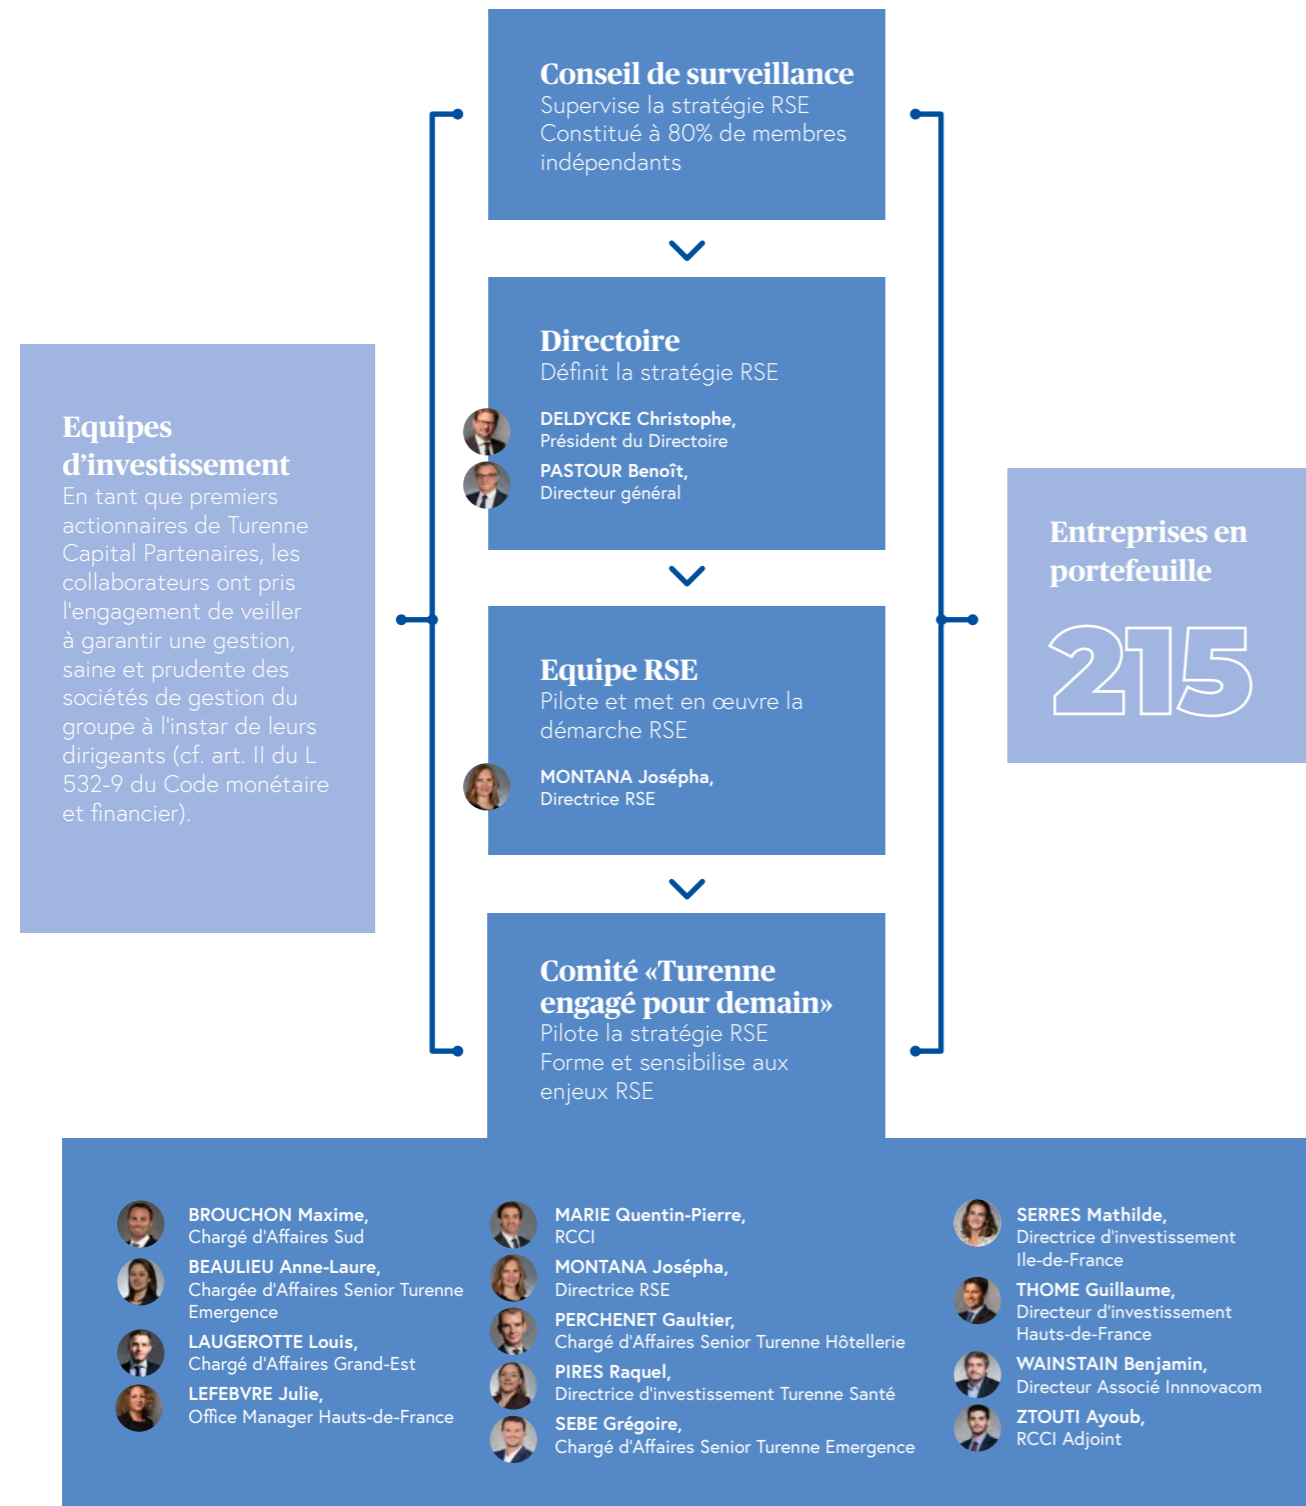 Conseil de surveillance
Supervise la stratégie RSE
Constitué à 80% de membres
indépendants
Directoire
Définit la stratégie RSE
DELDYCKE Christophe,
Président du Directoire
PASTOUR Benoît,
Directeur général
Equipes
d'investissement
En tant que premiers
actionnaires de Turenne
Capital Partenaires, les
collaborateurs ont pris
l'engagement de veiller
à garantir une gestion,
saine et prudente des
sociétés de gestion du
groupe à l'instar de leurs
dirigeants (cf. art. II du L
532-9 du Code monétaire
et financier).
Entreprises en
portefeuille
215
Equipe RSE
Pilote et met en œuvre la
démarche RSE
MONTANA Josépha,
Directrice RSE
Comité «Turenne
engagé pour demain»
Pilote la stratégie RSE
Forme et sensibilise aux
enjeux RSE
BROUCHON Maxime,
Chargé d'Affaires Sud
BEAULIEU Anne-Laure,
Chargée d'Affaires Senior Turenne
Emergence
LAUGEROTTE Louis,
Chargé d'Affaires Grand-Est
LEFEBVRE Julie,
Office Manager Hauts-de-France
MARIE Quentin-Pierre,
RCCI
MONTANA Josépha,
Directrice RSE
PERCHENET Gaultier,
Chargé d'Affaires Senior Turenne Hôtellerie
PIRES Raquel,
Directrice d'investissement Turenne Santé
SEBE Grégoire,
Chargé d'Affaires Senior Turenne Emergence
SERRES Mathilde,
Directrice d'investissement
Ile-de-France
THOME Guillaume,
Directeur d'investissement
Hauts-de-France
WAINSTAIN Benjamin,
Directeur Associé Innnovacom
ZTOUTI Ayoub,
RCCI Adjoint